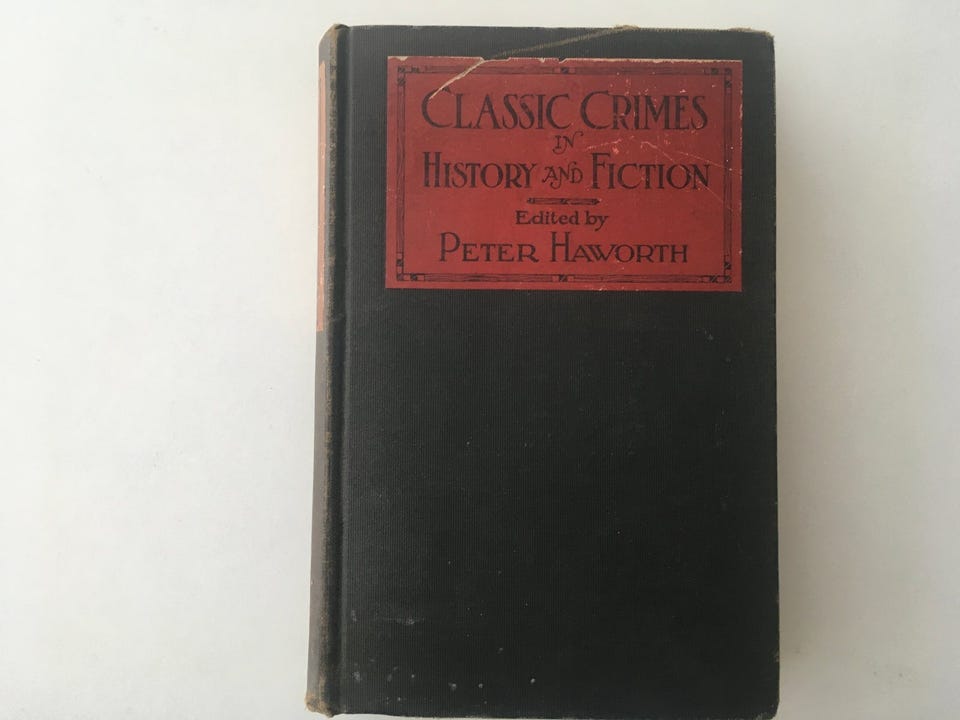 CLASSIC CRIMES
IN
HISTORY AND FICTION
Edited by
PETER HAWORTH